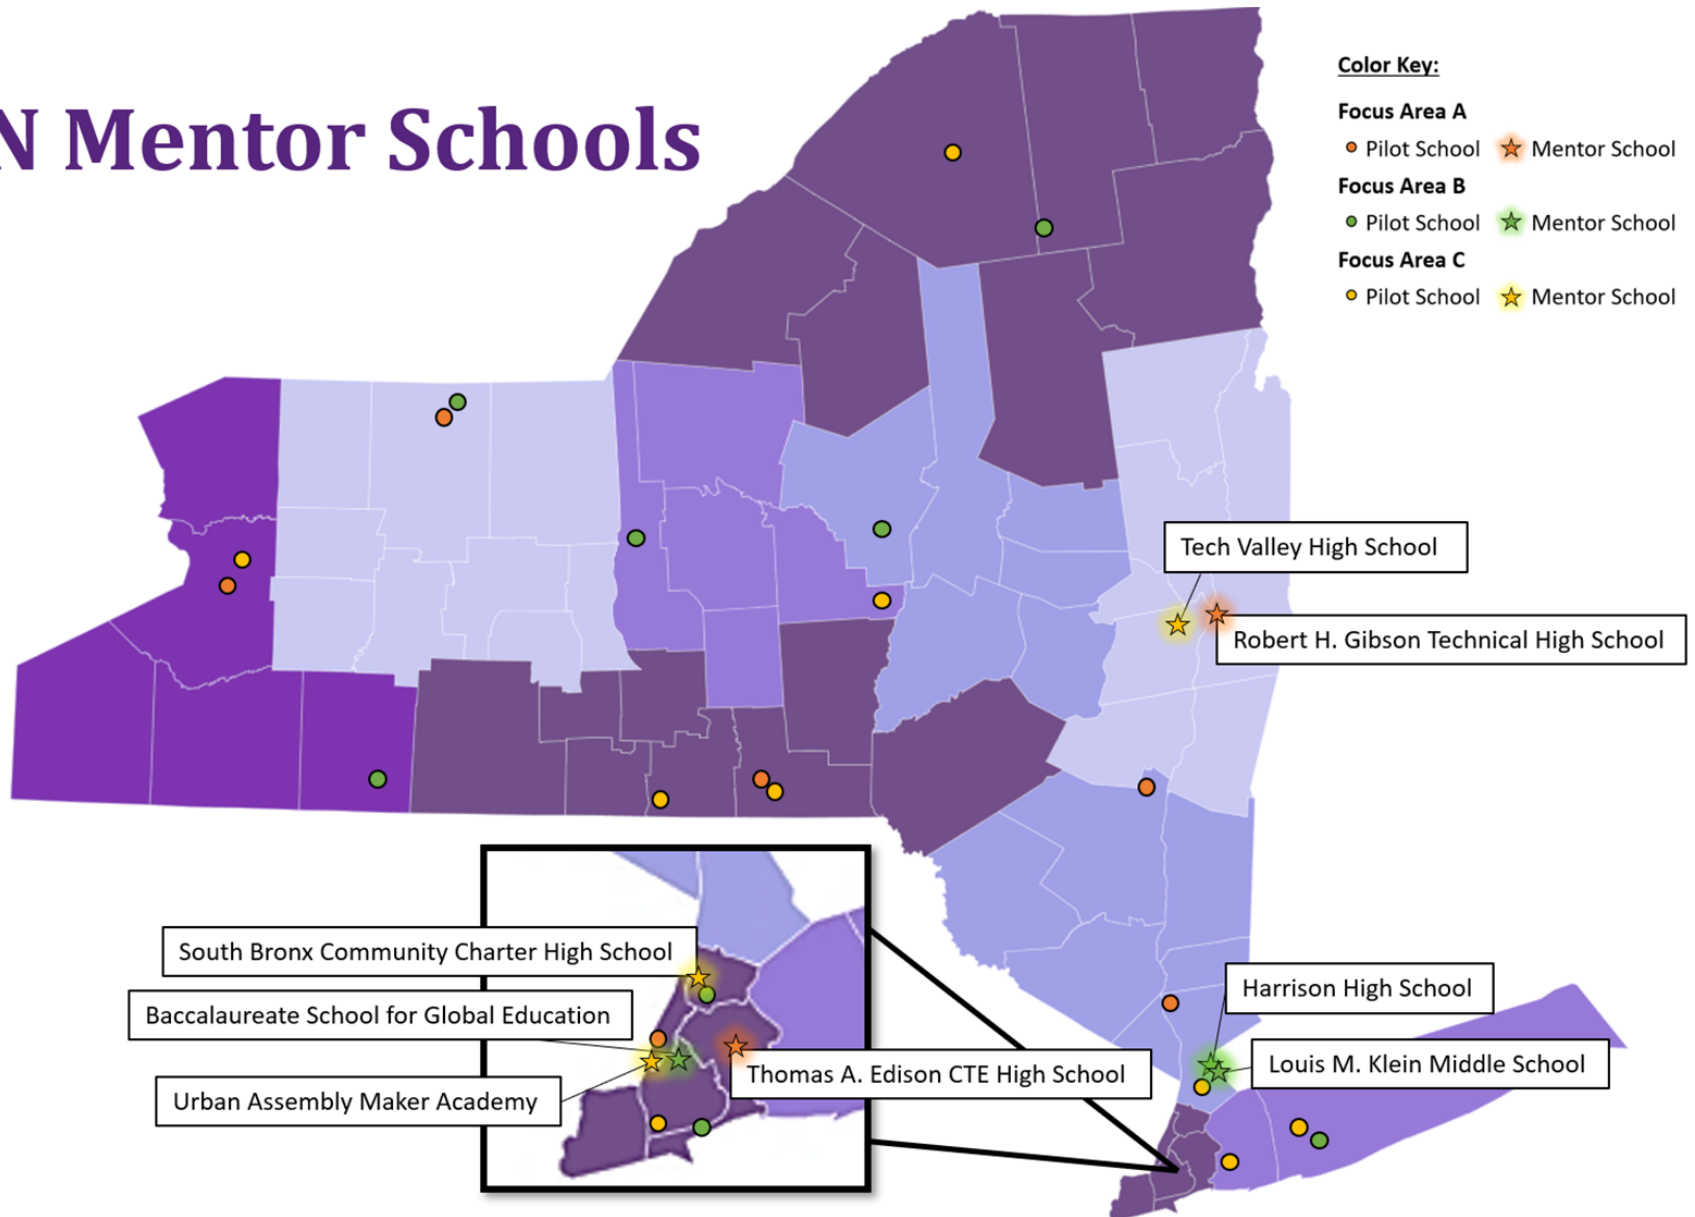 N Mentor Schools
Color Key:
Focus Area A
Pilot School Mentor School
Focus Area B
Pilot School Mentor School
Focus Area C
Pilot School Mentor School
Tech Valley High School
Robert H. Gibson Technical High School
South Bronx Community Charter High School
Baccalaureate School for Global Education
Urban Assembly Maker Academy
Thomas A. Edison CTE High School
Harrison High School
Louis M. Klein Middle School